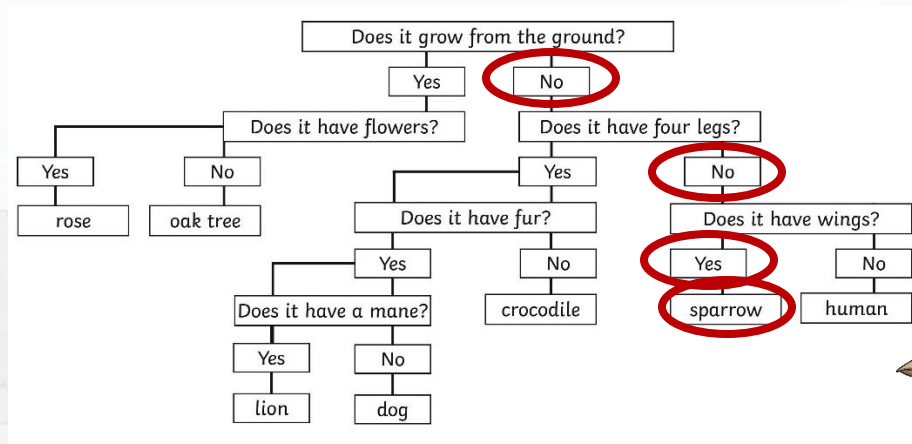 Does it grow from the ground?
Yes
No
Does it have flowers?
Does it have four legs?
Yes
No
Yes
No
rose
oak tree
Does it have fur?
Does it have wings?
Yes
No
Yes
No
Does it have a mane?
crocodile
sparrow
human
Yes
No
lion
dog